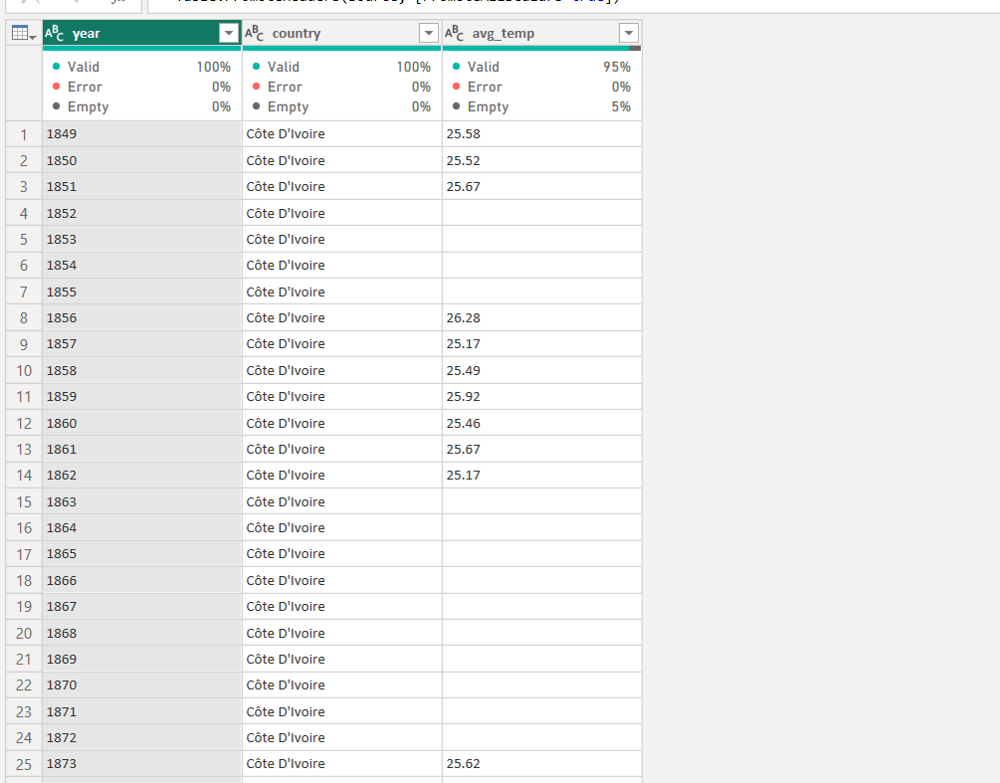 ABC year ABC country ABC avg_temp
Valid 100% Valid 100% Valid 95%
Error 0% Error 0% Error 0%
Empty 0% Empty 0% Empty 5%
1 1849 Côte D'Ivoire 25.58
2 1850 Côte D'Ivoire 25.52
3 1851 Côte D'Ivoire 25.67
4 1852 Côte D'Ivoire
5 1853 Côte D'Ivoire
6 1854 Côte D'Ivoire
7 1855 Côte D'Ivoire
8 1856 Côte D'Ivoire 26.28
9 1857 Côte D'Ivoire 25.17
10 1858 Côte D'Ivoire 25.49
11 1859 Côte D'Ivoire 25.92
12 1860 Côte D'Ivoire 25.46
13 1861 Côte D'Ivoire 25.67
14 1862 Côte D'Ivoire 25.17
15 1863 Côte D'Ivoire
16 1864 Côte D'Ivoire
17 1865 Côte D'Ivoire
18 1866 Côte D'Ivoire
19 1867 Côte D'Ivoire
20 1868 Côte D'Ivoire
21 1869 Côte D'Ivoire
22 1870 Côte D'Ivoire
23 1871 Côte D'Ivoire
24 1872 Côte D'Ivoire
25 1873 Côte D'Ivoire 25.62